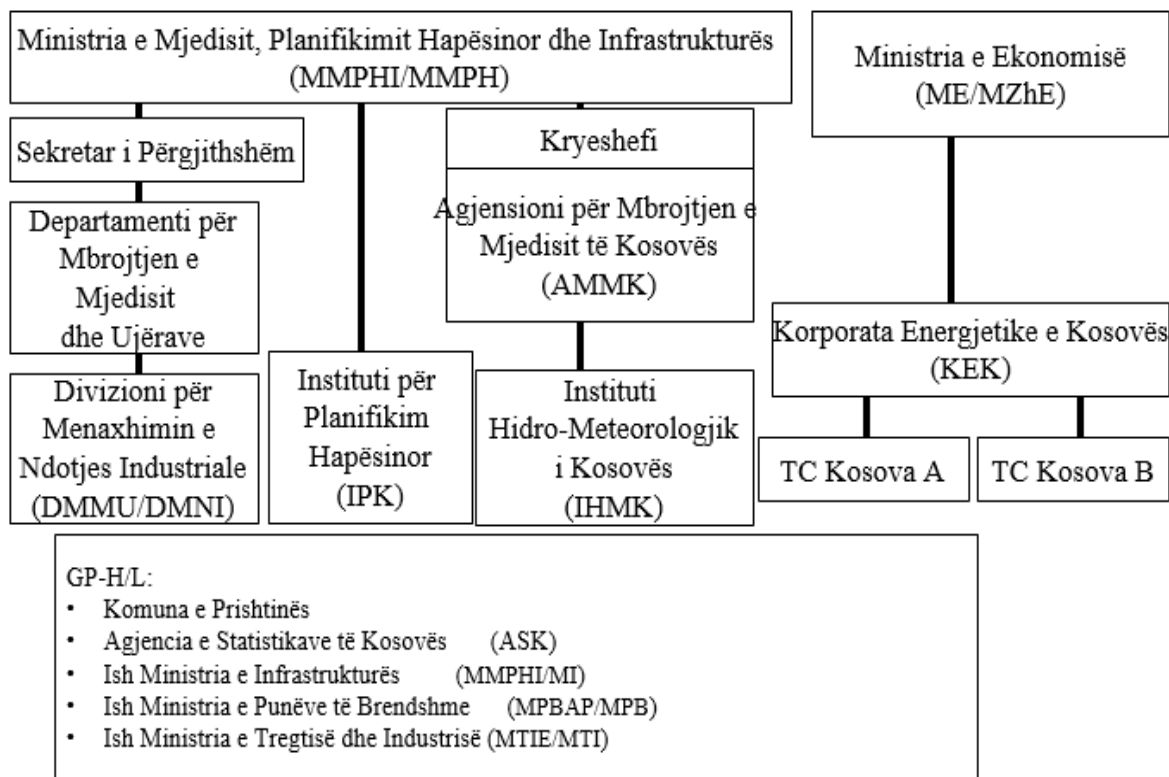 Ministria e Mjedisit, Planifikimit Hapësinor dhe Infrastrukturës
(MMPHI/MMPH)
Ministria e Ekonomisë
(ME/MZhE)
Sekretar i Përgjithshëm
Kryeshefi
Departamenti për
Mbrojtjen e
Mjedisit
dhe Ujërave
Agjensioni për Mbrojtjen e
Mjedisit të Kosovës
(AMMK)
Korporata Energjetike e Kosovës
(KEK)
Divizioni për
Menaxhimin e
Ndotjes Industriale
(DMMU/DMNI)
Instituti për
Planifikim
Hapësinor
(IPK)
Instituti
Hidro-Meteorologjik
i Kosovës
(IHMK)
TC Kosova A
TC Kosova B
GP-H/L:
• Komuna e Prishtinës
• Agjencia e Statistikave të Kosovës (ASK)
• Ish Ministria e Infrastrukturës (MMPHI/MI)
• Ish Ministria e Punëve të Brendshme (MPBAP/MPB)
• Ish Ministria e Tregtisë dhe Industrisë (MTIE/MTI)